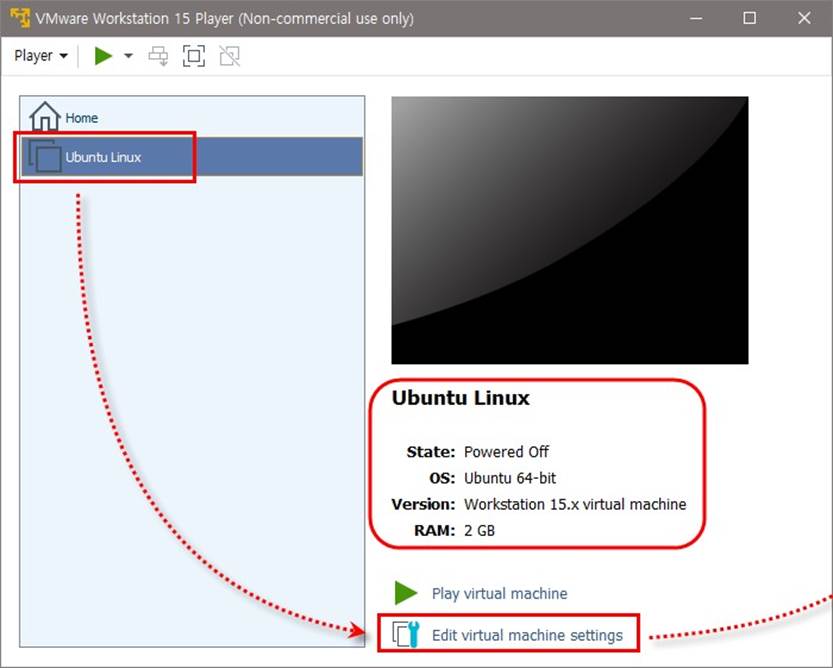 VMware Workstation 15 Player (Non-commercial use only)
Player
Home
Ubuntu Linux
Ubuntu Linux
State: Powered Off
OS: Ubuntu 64-bit
Version: Workstation 15.x virtual machine
RAM: 2 GB
Play virtual machine
Edit virtual machine settings